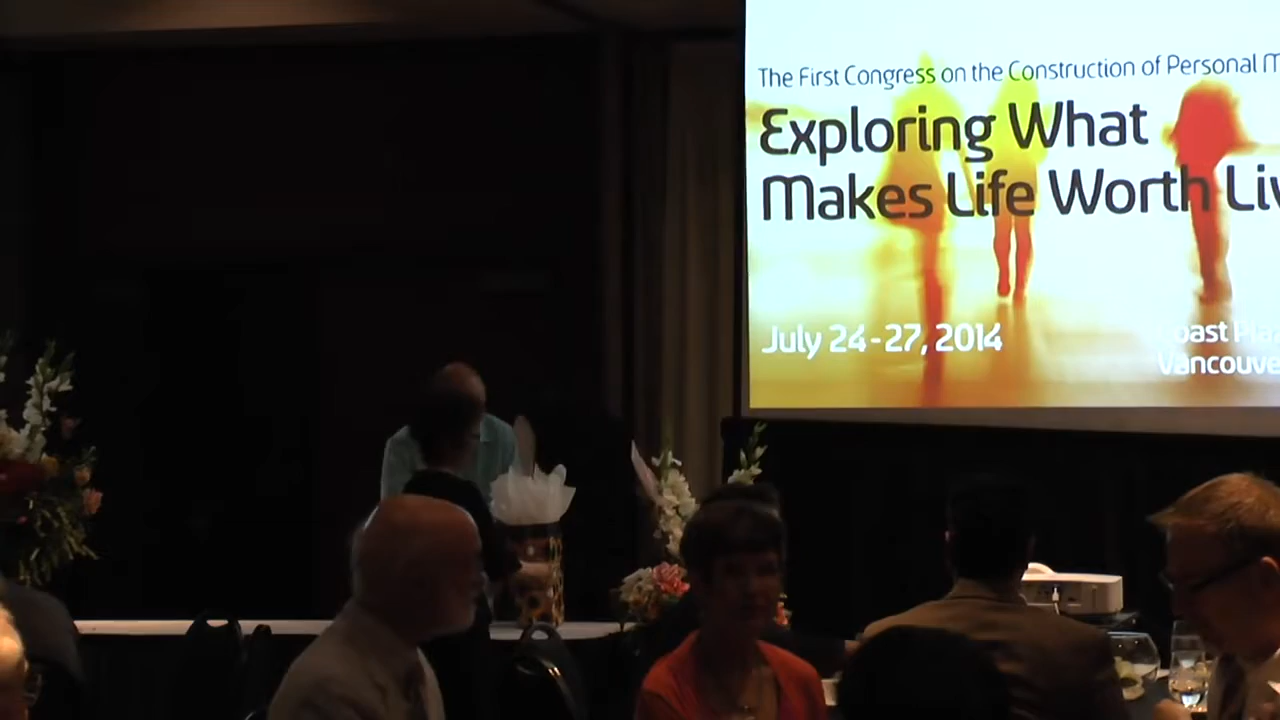 The First Congress on the Construction of Personal
Exploring What
Makes Life Worth
July 24-27, 2014